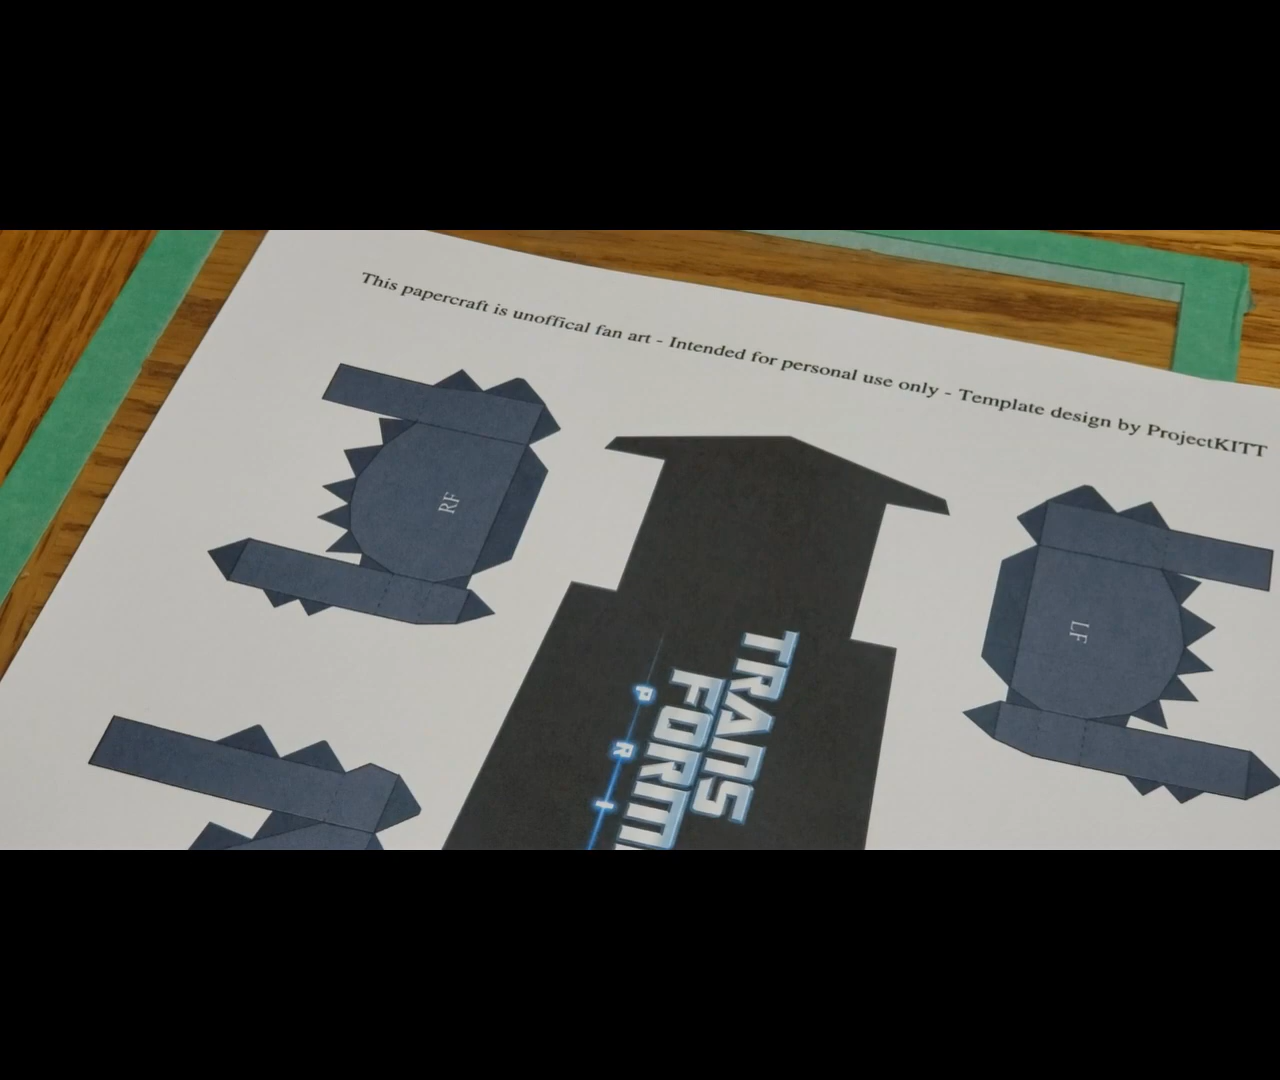 This papercraft is unoffical fan art - Intended for personal use only - Template design by ProjectKITT
RF
LF
TRANS
FORM
PRI